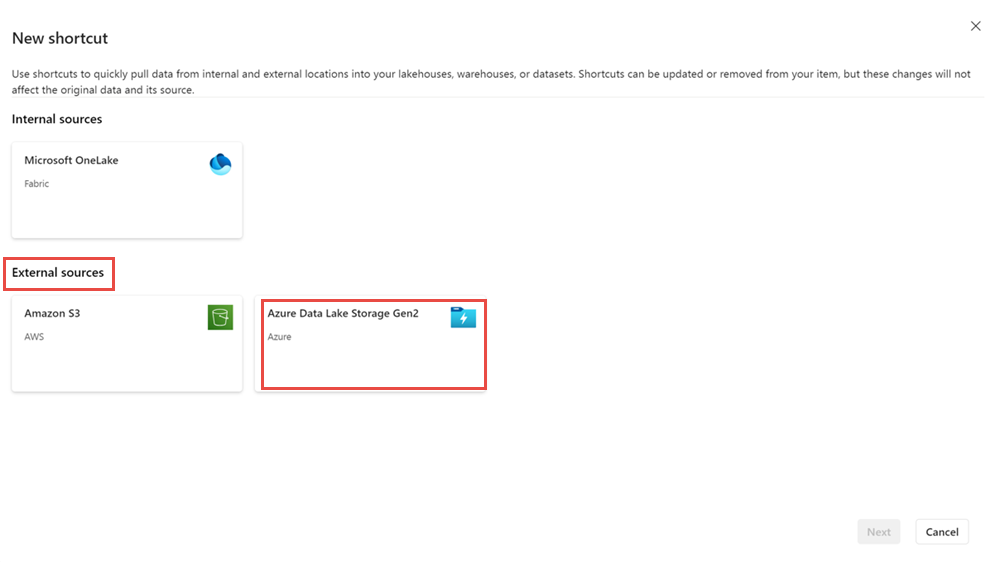 New shortcut
Use shortcuts to quickly pull data from internal and external locations into your lakehouses, warehouses, or datasets. Shortcuts can be updated or removed from your item, but these changes will not
affect the original data and its source.
Internal sources
Microsoft OneLake
Fabric
External sources
Amazon S3
AWS
Azure Data Lake Storage Gen2
Azure
Next
Cancel